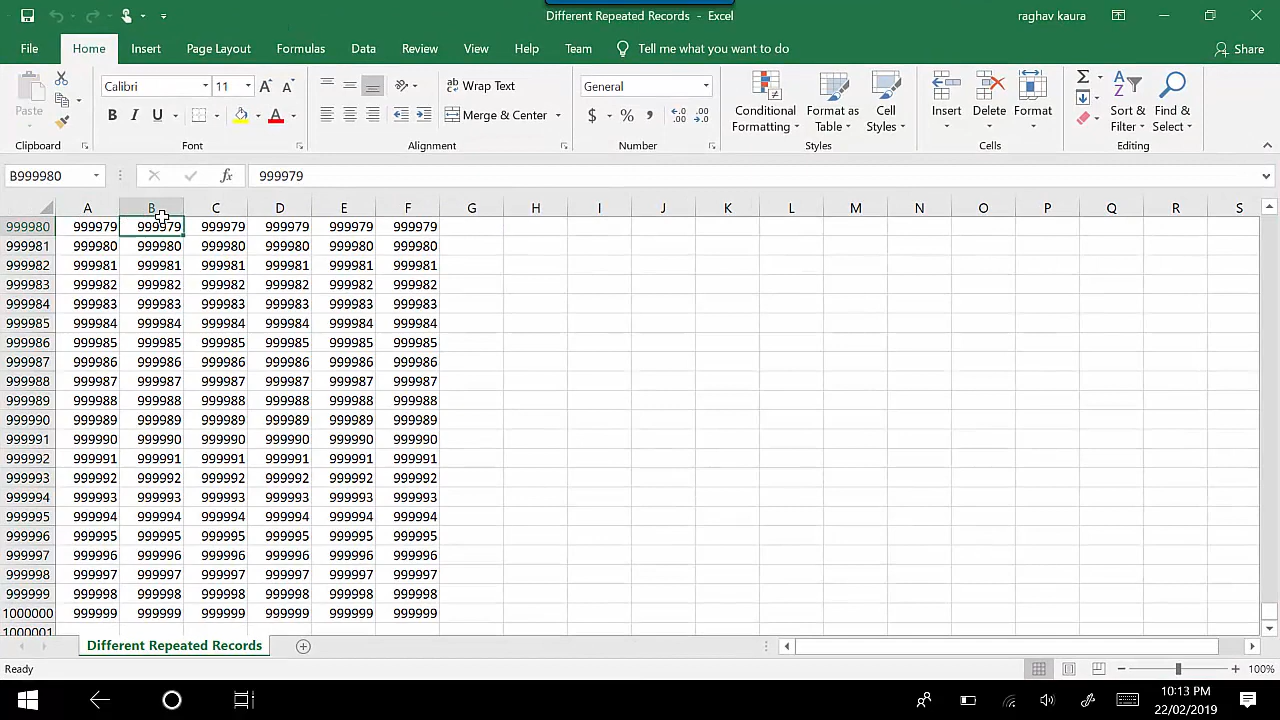 Different Repeated Records - Excel
raghav kaura
File Home Insert Page Layout Formulas Data Review View Help Team Tell me what you want to do Share
Paste
Clipboard
Calibri 11
B I U
Font
Wrap Text
Merge & Center
Alignment
General
$ % ,
Number
Conditional Formatting
Format as Table
Cell Styles
Styles
Insert Delete Format
Cells
Sort & Filter
Find & Select
Editing
B999980 fx 999979
A B C D E F G H I J K L M N O P Q R S
999980 999979 999979 999979 999979 999979 999979
999981 999980 999980 999980 999980 999980 999980
999982 999981 999981 999981 999981 999981 999981
999983 999982 999982 999982 999982 999982 999982
999984 999983 999983 999983 999983 999983 999983
999985 999984 999984 999984 999984 999984 999984
999986 999985 999985 999985 999985 999985 999985
999987 999986 999986 999986 999986 999986 999986
999988 999987 999987 999987 999987 999987 999987
999989 999988 999988 999988 999988 999988 999988
999990 999989 999989 999989 999989 999989 999989
999991 999990 999990 999990 999990 999990 999990
999992 999991 999991 999991 999991 999991 999991
999993 999992 999992 999992 999992 999992 999992
999994 999993 999993 999993 999993 999993 999993
999995 999994 999994 999994 999994 999994 999994
999996 999995 999995 999995 999995 999995 999995
999997 999996 999996 999996 999996 999996 999996
999998 999997 999997 999997 999997 999997 999997
999999 999998 999998 999998 999998 999998 999998
1000000 999999 999999 999999 999999 999999 999999
1000001
Different Repeated Records
Ready
100%
10:13 PM
22/02/2019